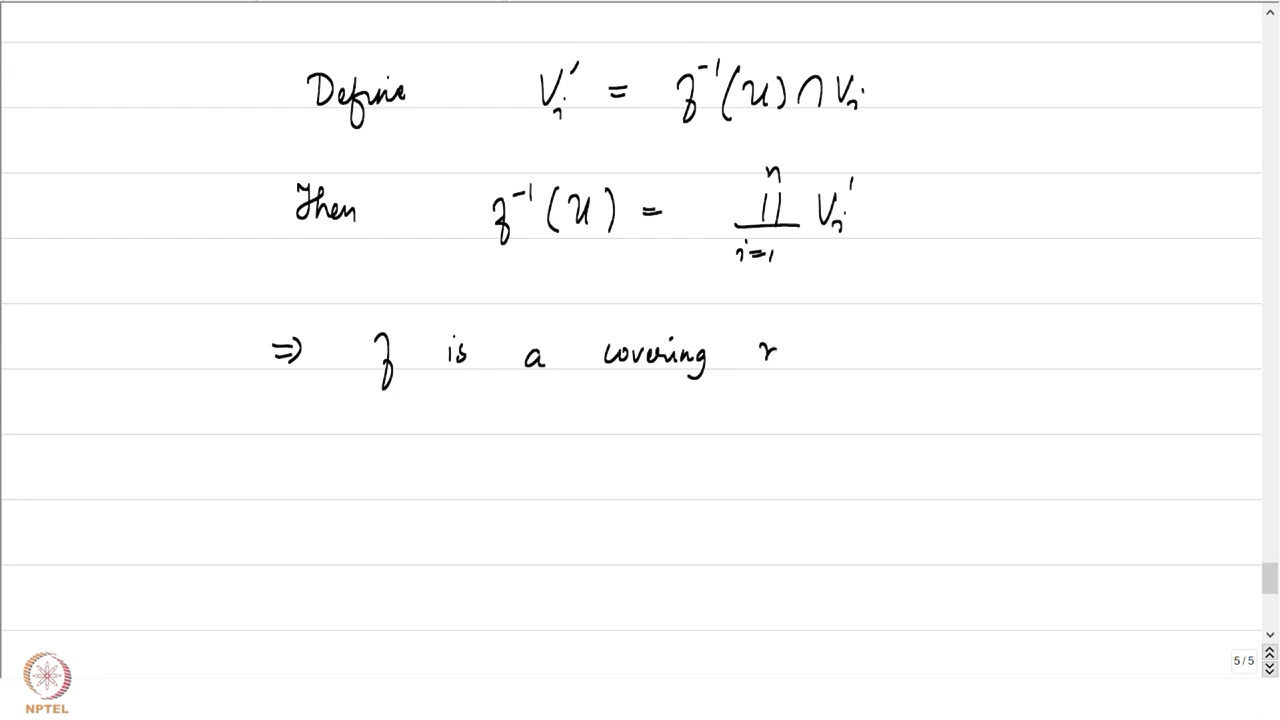 Define V_i' = f^{-1}(U) ∩ V_i
Then f^{-1}(U) = ∐_{i=1}^{n} V_i'
⇒ f is a covering
5 / 5
NPTEL